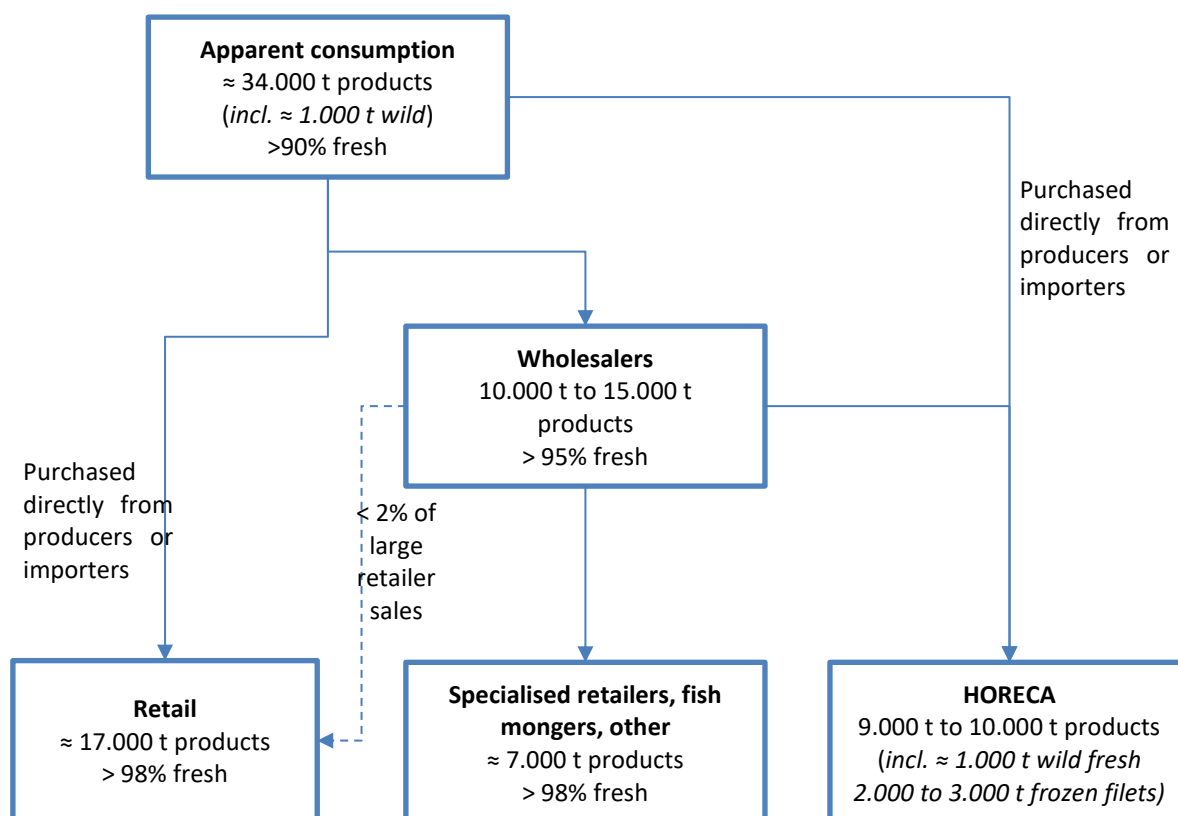 Apparent consumption
≈ 34.000 t products
(incl. ≈ 1.000 t wild)
>90% fresh
Purchased
directly from
producers or
importers
Wholesalers
10.000 t to 15.000 t
products
> 95% fresh
Purchased
directly from
producers or
importers
< 2% of
large
retailer
sales
Retail
≈ 17.000 t products
> 98% fresh
Specialised retailers, fish
mongers, other
≈ 7.000 t products
> 98% fresh
HORECA
9.000 t to 10.000 t products
(incl. ≈ 1.000 t wild fresh
2.000 to 3.000 t frozen filets)